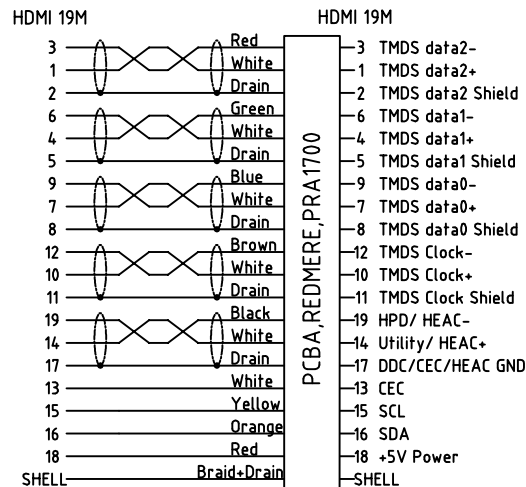 HDMI 19M HDMI 19M
3 Red 3 TMDS data2-
1 White 1 TMDS data2+
2 Drain 2 TMDS data2 Shield
6 Green 6 TMDS data1-
4 White 4 TMDS data1+
5 Drain 5 TMDS data1 Shield
9 Blue 9 TMDS data0-
7 White 7 TMDS data0+
8 Drain 8 TMDS data0 Shield
12 Brown 12 TMDS Clock-
10 White 10 TMDS Clock+
11 Drain 11 TMDS Clock Shield
19 Black 19 HPD/ HEAC-
14 White 14 Utility/ HEAC+
17 Drain 17 DDC/CEC/HEAC GND
13 White 13 CEC
15 Yellow 15 SCL
16 Orange 16 SDA
18 Red 18 +5V Power
SHELL Braid+Drain SHELL
PCBA,REDMERE,PRA1700